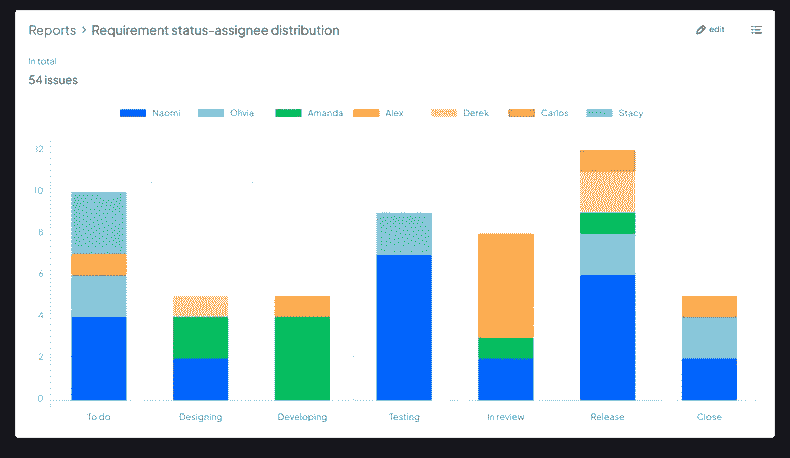 Reports > Requirement status-assignee distribution
edit
In total
54 issues
Naomi Olivia Amanda Alex Derek Carlos Stacy
12
10
8
6
4
2
0
To do Designing Developing Testing In review Release Close